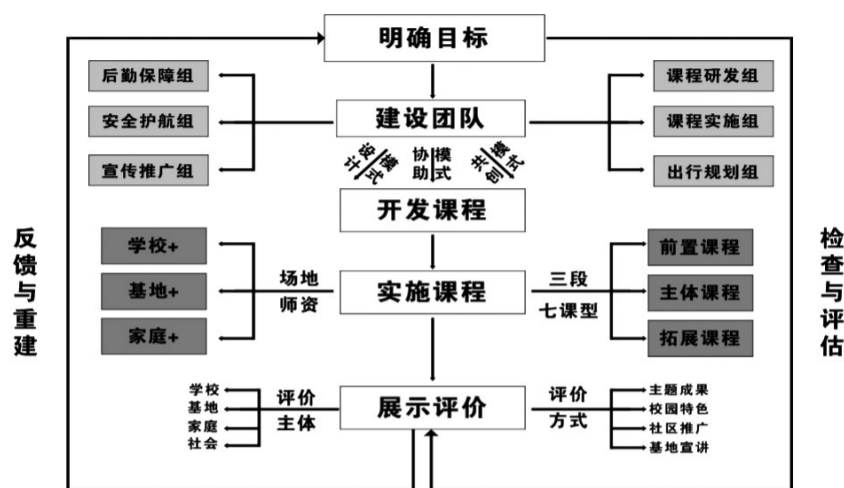 明确目标
后勤保障组
安全护航组
宣传推广组
建设团队
课程研发组
课程实施组
出行规划组
设计
模式
协助
模式
共创
模式
开发课程
学校+
基地+
家庭+
场地
师资
实施课程
三段
七课型
前置课程
主体课程
拓展课程
学校
基地
家庭
社会
评价
主体
展示评价
评价
方式
主题成果
校园特色
社区推广
基地宣讲
反馈与重建
检查与评估